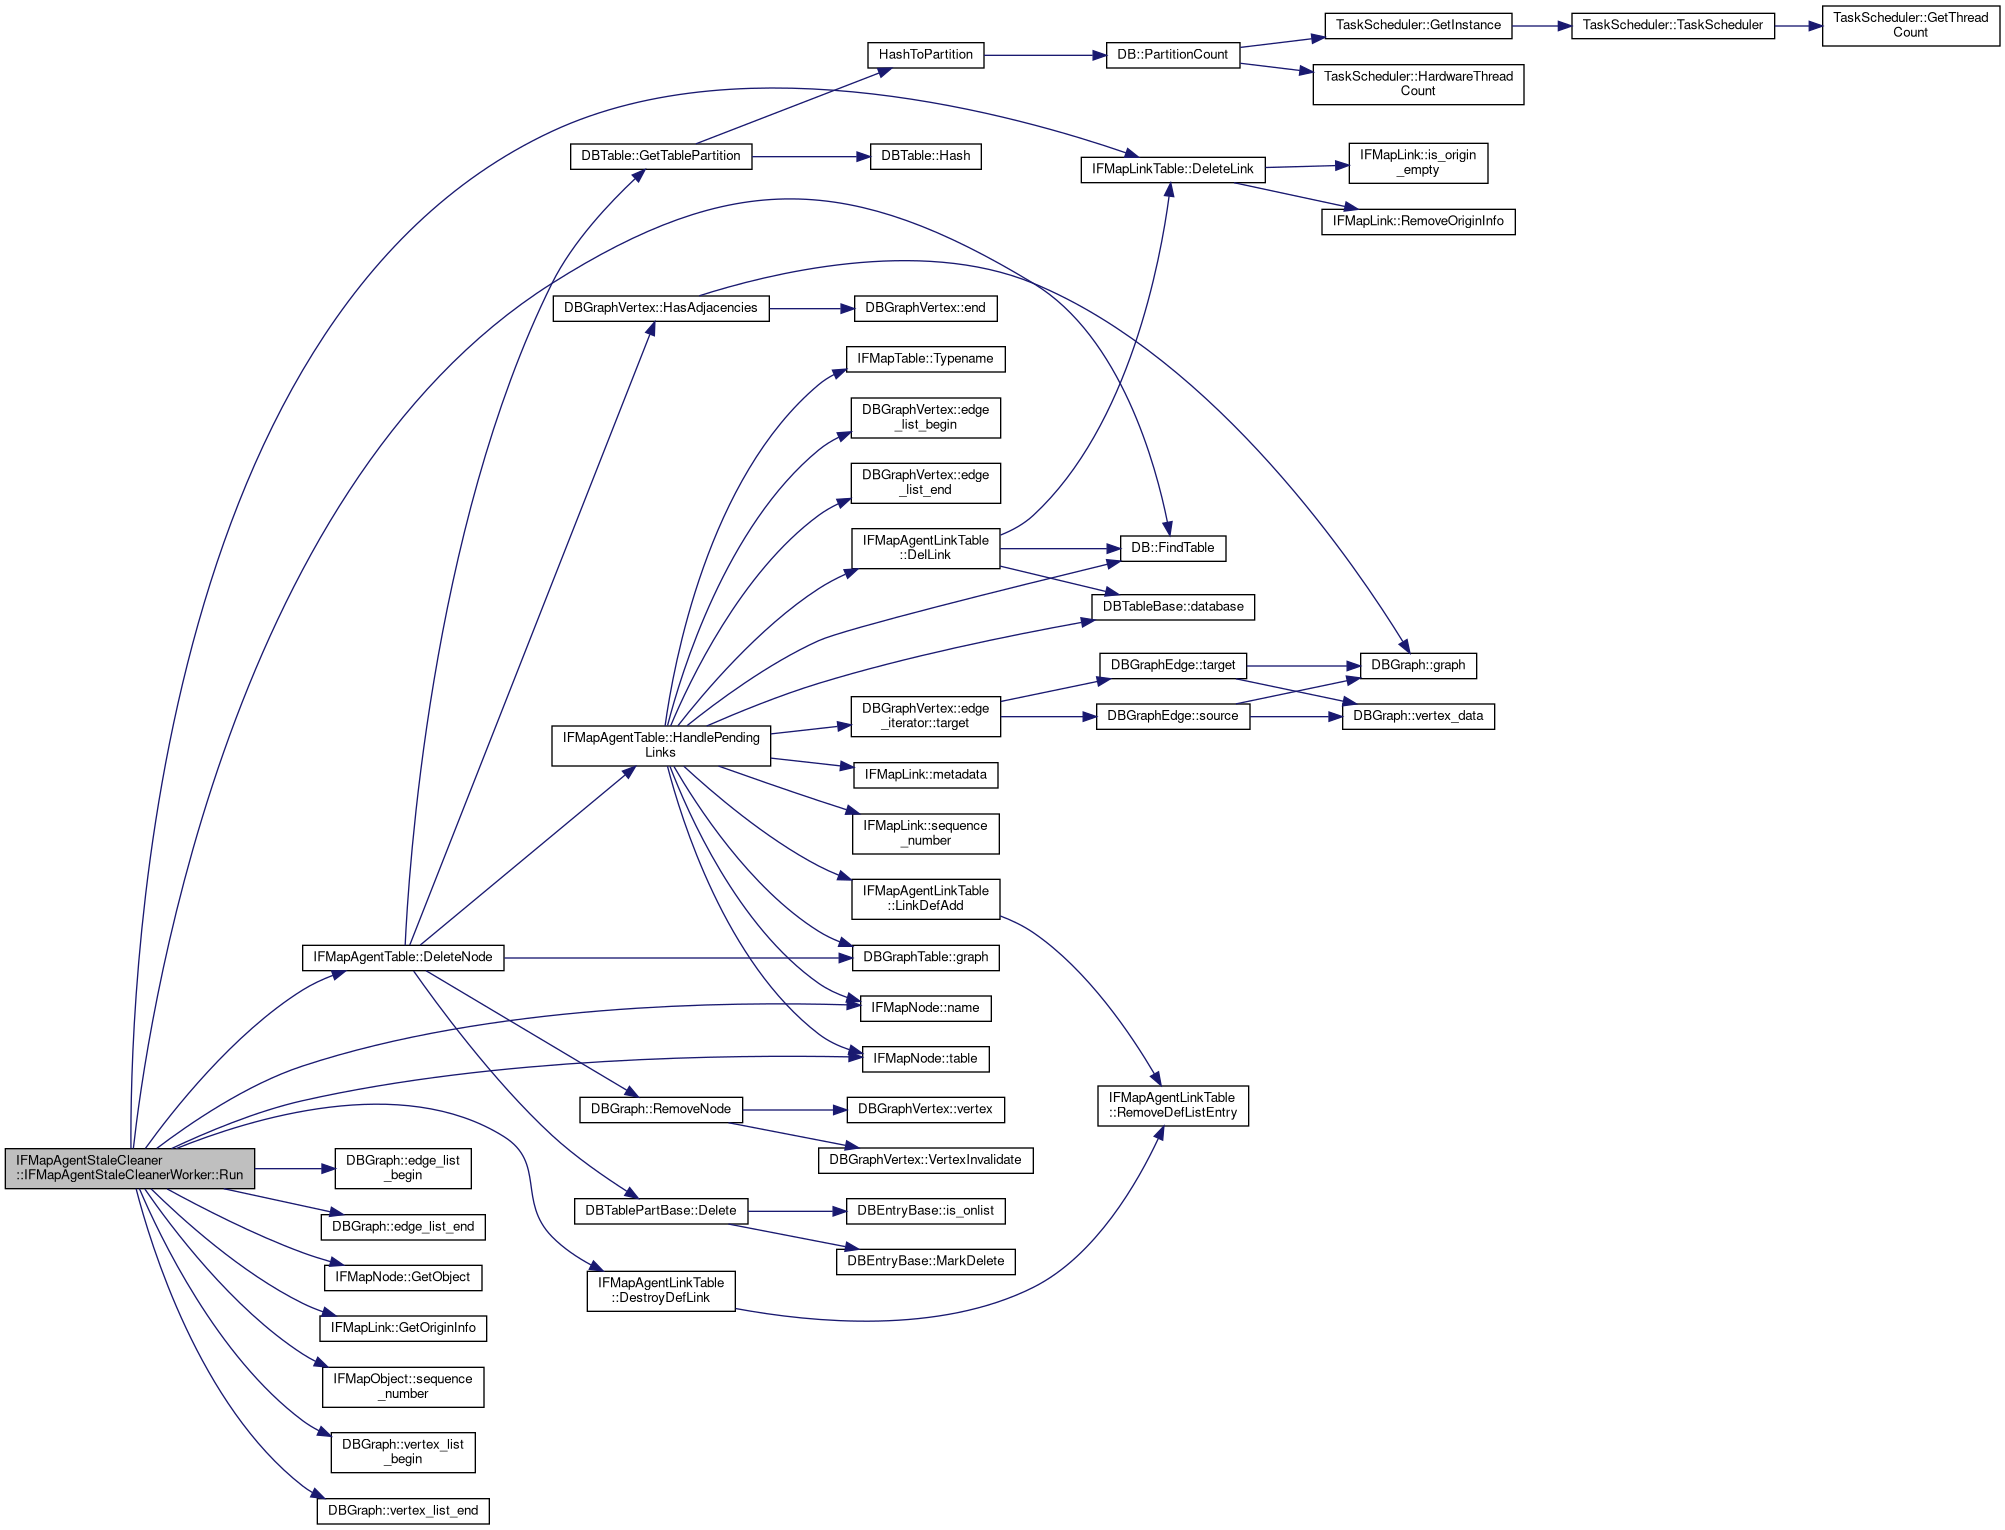 TaskScheduler::GetInstance
TaskScheduler::TaskScheduler
TaskScheduler::GetThread
Count
HashToPartition
DB::PartitionCount
TaskScheduler::HardwareThread
Count
DBTable::GetTablePartition
DBTable::Hash
IFMapLinkTable::DeleteLink
IFMapLink::is_origin
_empty
IFMapLink::RemoveOriginInfo
DBGraphVertex::HasAdjacencies
DBGraphVertex::end
IFMapTable::Typename
DBGraphVertex::edge
_list_begin
DBGraphVertex::edge
_list_end
IFMapAgentLinkTable
::DelLink
DB::FindTable
DBTableBase::database
DBGraphEdge::target
DBGraph::graph
IFMapAgentTable::HandlePending
Links
DBGraphVertex::edge
_iterator::target
DBGraphEdge::source
DBGraph::vertex_data
IFMapLink::metadata
IFMapLink::sequence
_number
IFMapAgentLinkTable
::LinkDefAdd
IFMapAgentTable::DeleteNode
DBGraphTable::graph
IFMapNode::name
IFMapNode::table
DBGraph::RemoveNode
DBGraphVertex::vertex
IFMapAgentLinkTable
::RemoveDefListEntry
IFMapAgentStaleCleaner
::IFMapAgentStaleCleanerWorker::Run
DBGraph::edge_list
_begin
DBGraphVertex::VertexInvalidate
DBGraph::edge_list_end
DBTablePartBase::Delete
DBEntryBase::is_onlist
DBEntryBase::MarkDelete
IFMapNode::GetObject
IFMapAgentLinkTable
::DestroyDefLink
IFMapLink::GetOriginInfo
IFMapObject::sequence
_number
DBGraph::vertex_list
_begin
DBGraph::vertex_list_end